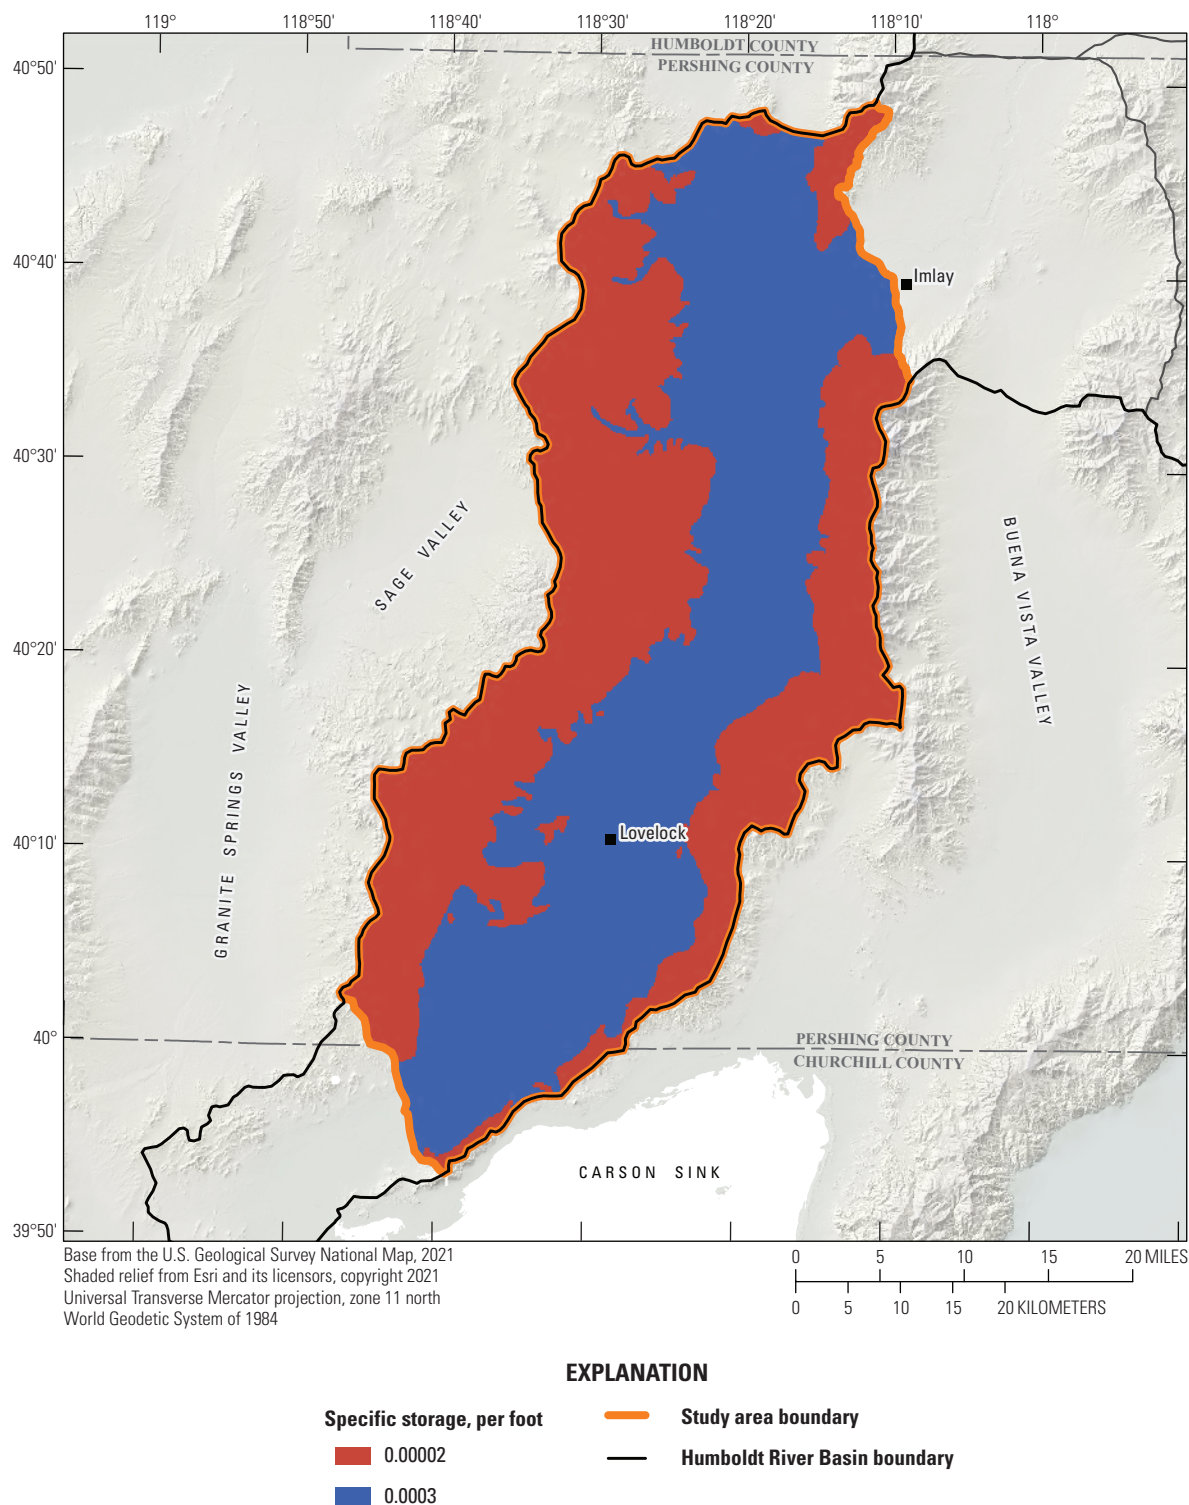 119°
118°50'
118°40'
118°30'
118°20'
118°10'
118°
40°50'
HUMBOLDT COUNTY
PERSHING COUNTY
40°40'
Imlay
40°30'
SAGE VALLEY
BUENA VISTA VALLEY
40°20'
GRANITE SPRINGS VALLEY
40°10'
Lovelock
40°
PERSHING COUNTY
CHURCHILL COUNTY
CARSON SINK
39°50'
Base from the U.S. Geological Survey National Map, 2021
Shaded relief from Esri and its licensors, copyright 2021
Universal Transverse Mercator projection, zone 11 north
World Geodetic System of 1984
0 5 10 15 20 MILES
0 5 10 15 20 KILOMETERS
EXPLANATION
Specific storage, per foot
0.00002
0.0003
Study area boundary
Humboldt River Basin boundary